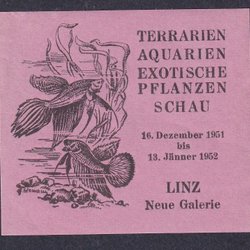 TERRARIEN
AQUARIEN
EXOTISCHE
PFLANZEN
SCHAU
16. Dezember 1951
bis
13. Jänner 1952
LINZ
Neue Galerie